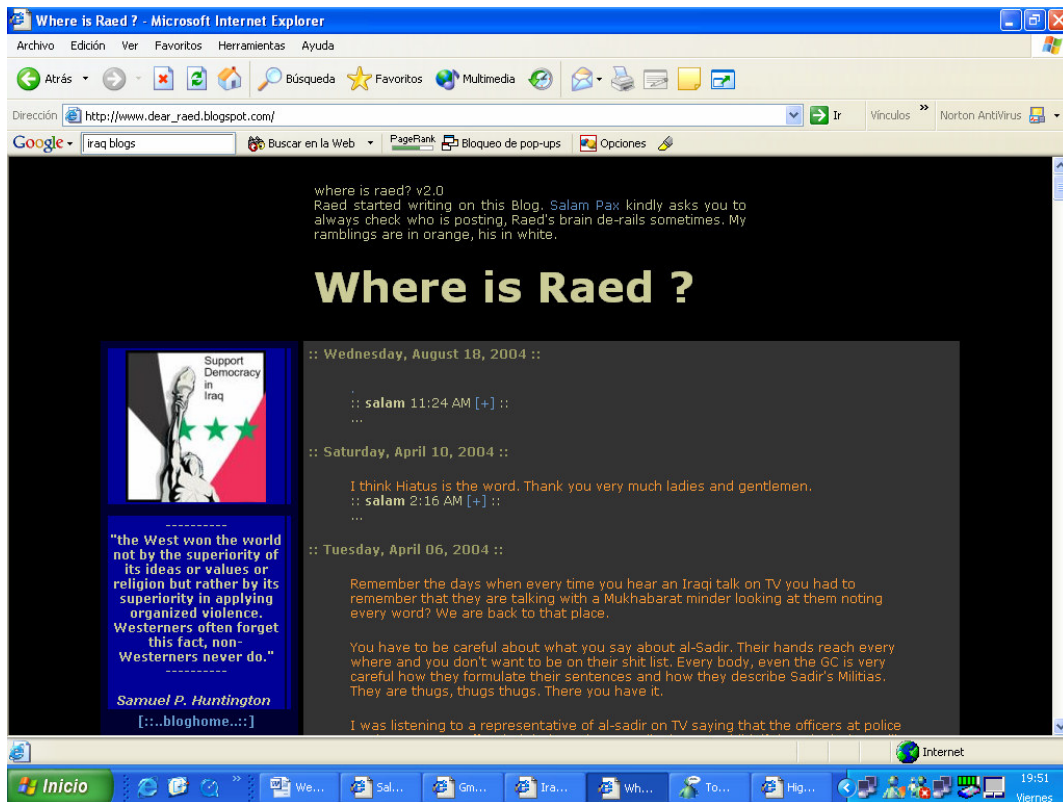 Where is Raed ? - Microsoft Internet Explorer
Archivo Edición Ver Favoritos Herramientas Ayuda
Atrás Búsqueda Favoritos Multimedia
Dirección http://www.dear_raed.blogspot.com/ Ir Vínculos » Norton AntiVirus
Google iraq blogs Buscar en la Web PageRank Bloqueo de pop-ups Opciones
where is raed? v2.0
Raed started writing on this Blog. Salam Pax kindly asks you to
always check who is posting, Raed's brain de-rails sometimes. My
ramblings are in orange, his in white.
Where is Raed ?
Support
Democracy
in
Iraq
----------
"the West won the world
not by the superiority of
its ideas or values or
religion but rather by its
superiority in applying
organized violence.
Westerners often forget
this fact, non-
Westerners never do."
----------
Samuel P. Huntington
[::..bloghome..::]
:: Wednesday, August 18, 2004 ::
.
:: salam 11:24 AM [+] ::
...
:: Saturday, April 10, 2004 ::
I think Hiatus is the word. Thank you very much ladies and gentlemen.
:: salam 2:16 AM [+] ::
...
:: Tuesday, April 06, 2004 ::
Remember the days when every time you hear an Iraqi talk on TV you had to
remember that they are talking with a Mukhabarat minder looking at them noting
every word? We are back to that place.
You have to be careful about what you say about al-Sadir. Their hands reach every
where and you don't want to be on their shit list. Every body, even the GC is very
careful how they formulate their sentences and how they describe Sadir's Militias.
They are thugs, thugs thugs. There you have it.
I was listening to a representative of al-sadir on TV saying that the officers at police
Internet
Inicio » We... Sal... Gm... Ira... Wh... To... Hig... 19:51
Viernes